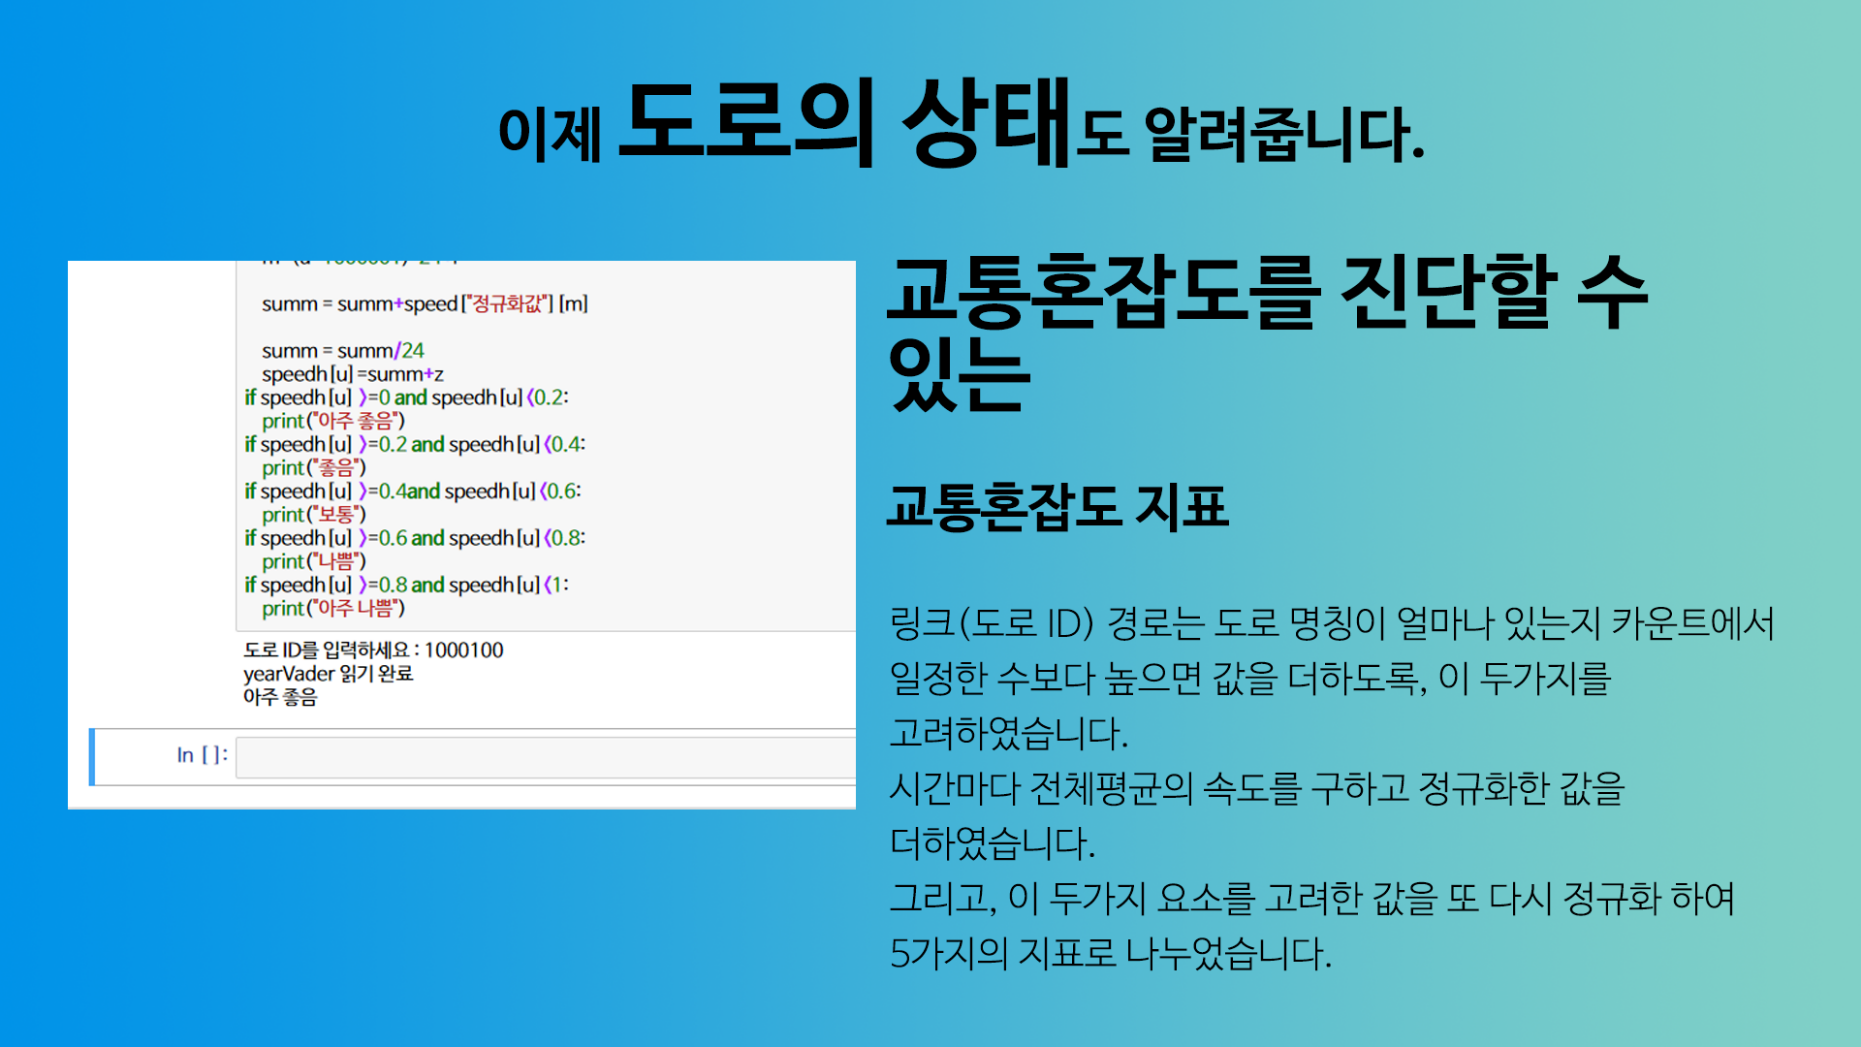 이제 도로의 상태도 알려줍니다.
summ = summ+speed["정규화값"][m]
summ = summ/24
speedh[u]=summ+z
if speedh[u] >=0 and speedh[u]<0.2:
print("아주 좋음")
if speedh[u] >=0.2 and speedh[u]<0.4:
print("좋음")
if speedh[u] >=0.4and speedh[u]<0.6:
print("보통")
if speedh[u] >=0.6 and speedh[u]<0.8:
print("나쁨")
if speedh[u] >=0.8 and speedh[u]<1:
print("아주 나쁨")
도로 ID를 입력하세요 : 1000100
yearVader 읽기 완료
아주 좋음
In [ ]:
교통혼잡도를 진단할 수
있는
교통혼잡도 지표
링크(도로 ID) 경로는 도로 명칭이 얼마나 있는지 카운트에서
일정한 수보다 높으면 값을 더하도록, 이 두가지를
고려하였습니다.
시간마다 전체평균의 속도를 구하고 정규화한 값을
더하였습니다.
그리고, 이 두가지 요소를 고려한 값을 또 다시 정규화 하여
5가지의 지표로 나누었습니다.